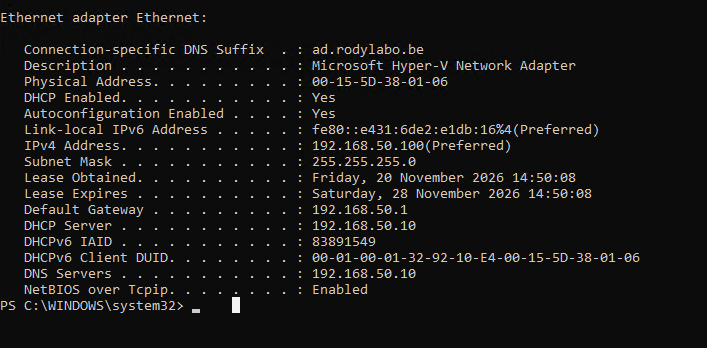 Ethernet adapter Ethernet:
Connection-specific DNS Suffix  . : ad.rodylabo.be
Description . . . . . . . . . . . : Microsoft Hyper-V Network Adapter
Physical Address. . . . . . . . . : 00-15-5D-38-01-06
DHCP Enabled. . . . . . . . . . . : Yes
Autoconfiguration Enabled . . . . : Yes
Link-local IPv6 Address . . . . . : fe80::e431:6de2:e1db:16%4(Preferred)
IPv4 Address. . . . . . . . . . . : 192.168.50.100(Preferred)
Subnet Mask . . . . . . . . . . . : 255.255.255.0
Lease Obtained. . . . . . . . . . : Friday, 20 November 2026 14:50:08
Lease Expires . . . . . . . . . . : Saturday, 28 November 2026 14:50:08
Default Gateway . . . . . . . . . : 192.168.50.1
DHCP Server . . . . . . . . . . . : 192.168.50.10
DHCPv6 IAID . . . . . . . . . . . : 83891549
DHCPv6 Client DUID. . . . . . . . : 00-01-00-01-32-92-10-E4-00-15-5D-38-01-06
DNS Servers . . . . . . . . . . . : 192.168.50.10
NetBIOS over Tcpip. . . . . . . . : Enabled
PS C:\WINDOWS\system32>